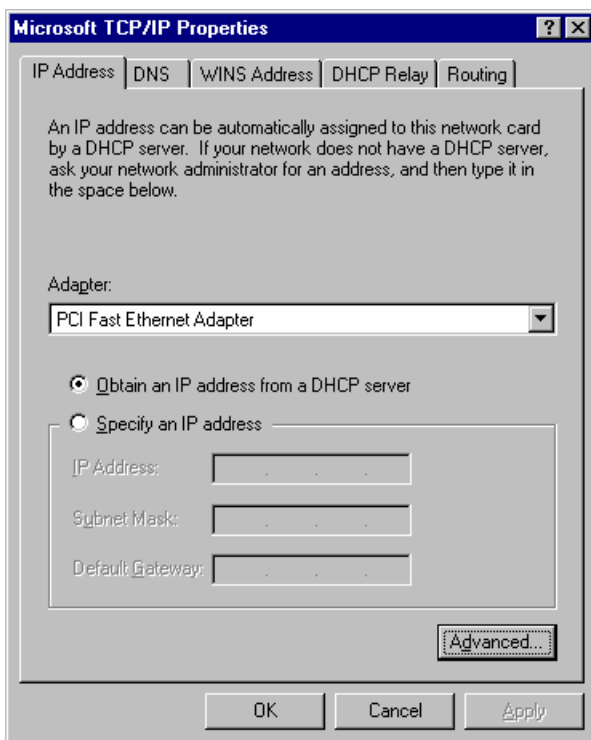 Microsoft TCP/IP Properties
IP Address DNS WINS Address DHCP Relay Routing
An IP address can be automatically assigned to this network card
by a DHCP server. If your network does not have a DHCP server,
ask your network administrator for an address, and then type it in
the space below.
Adapter:
PCI Fast Ethernet Adapter
Obtain an IP address from a DHCP server
Specify an IP address
IP Address:
Subnet Mask:
Default Gateway:
Advanced...
OK Cancel Apply